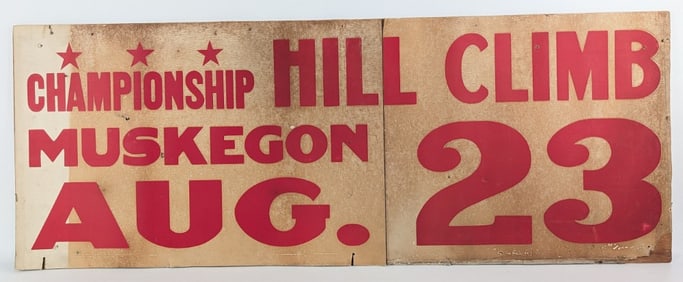 CHAMPIONSHIP HILL CLIMB
MUSKEGON
AUG. 23